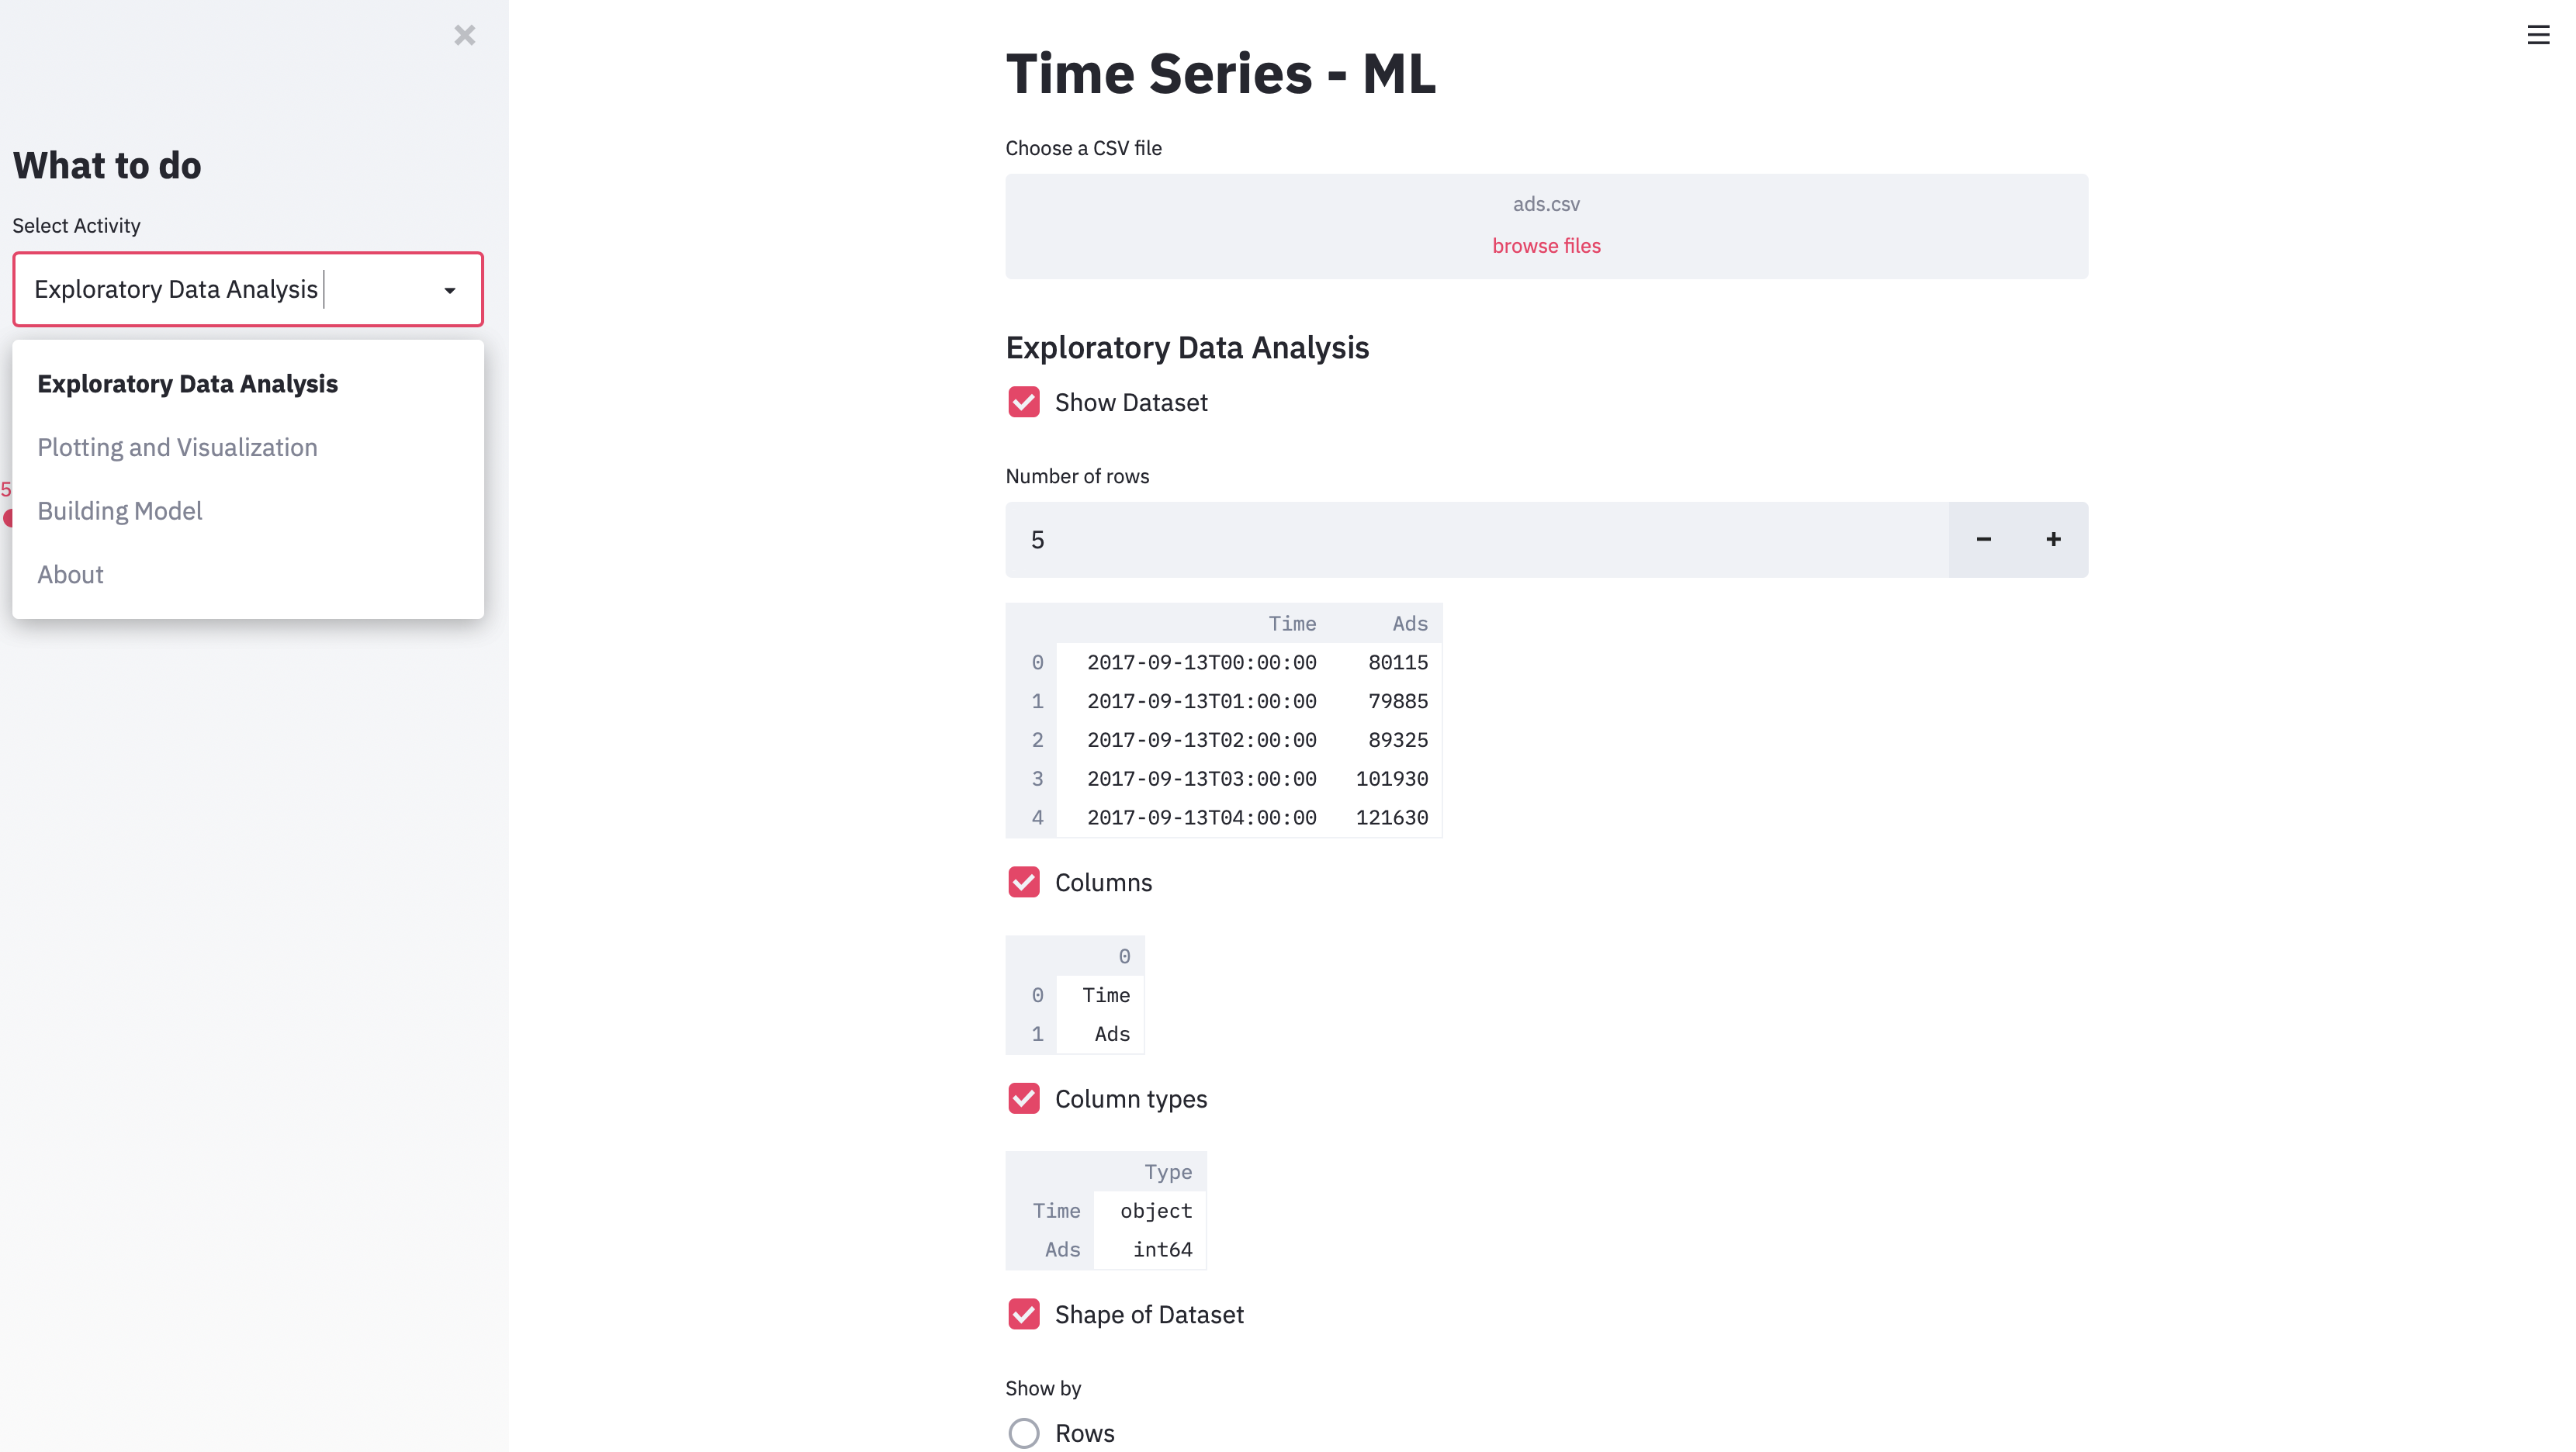 What to do
Select Activity
Exploratory Data Analysis
Exploratory Data Analysis
Plotting and Visualization
5
Building Model
About
Time Series - ML
Choose a CSV file
ads.csv
browse files
Exploratory Data Analysis
Show Dataset
Number of rows
5
Time Ads
0 2017-09-13T00:00:00 80115
1 2017-09-13T01:00:00 79885
2 2017-09-13T02:00:00 89325
3 2017-09-13T03:00:00 101930
4 2017-09-13T04:00:00 121630
Columns
0
0 Time
1 Ads
Column types
Type
Time object
Ads int64
Shape of Dataset
Show by
Rows